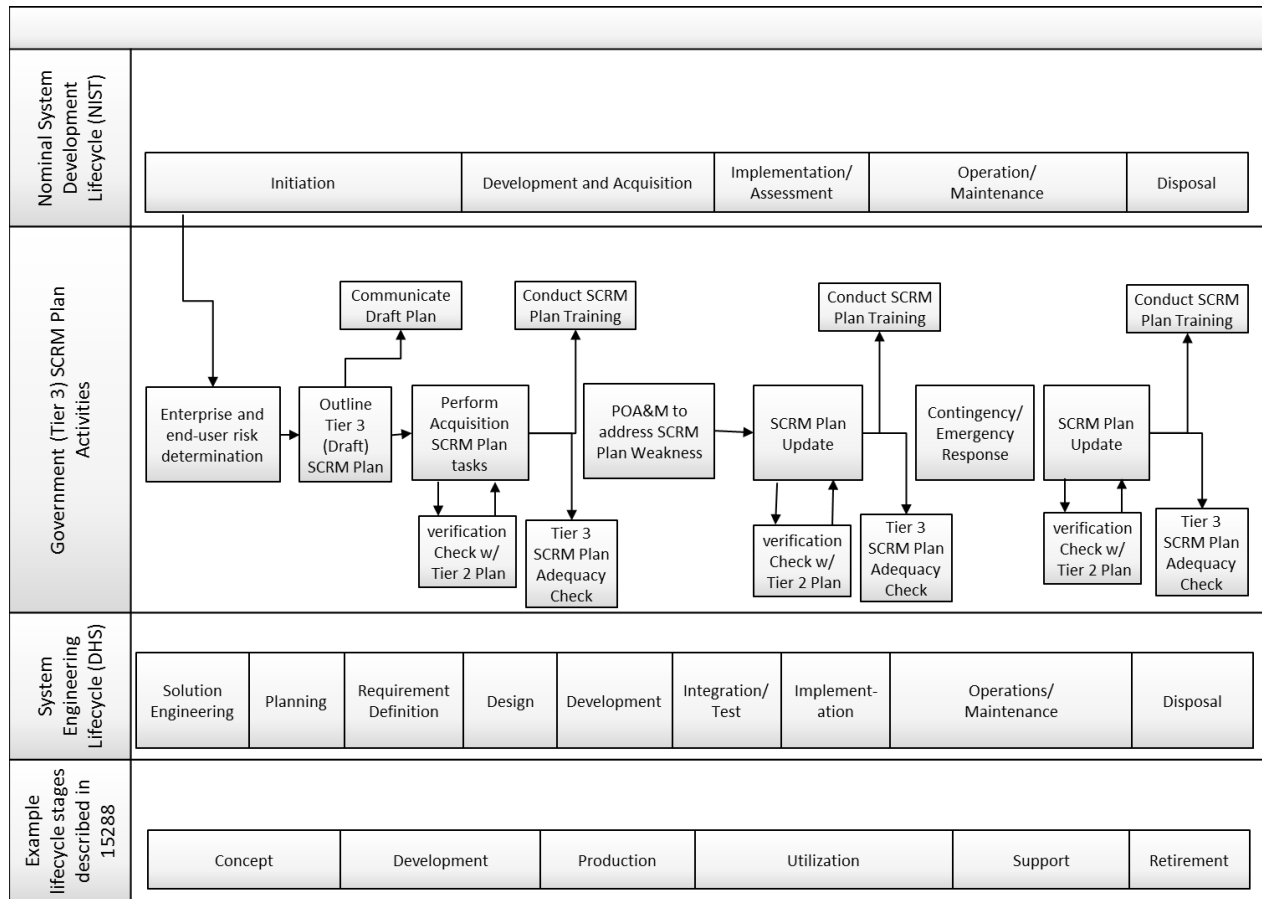 Nominal System
Development
Lifecycle (NIST)
Initiation
Development and Acquisition
Implementation/
Assessment
Operation/
Maintenance
Disposal
Government (Tier 3) SCRM Plan
Activities
Communicate
Draft Plan
Conduct SCRM
Plan Training
Conduct SCRM
Plan Training
Conduct SCRM
Plan Training
Enterprise and
end-user risk
determination
Outline
Tier 3
(Draft)
SCRM Plan
Perform
Acquisition
SCRM Plan
tasks
POA&M to
address SCRM
Plan Weakness
SCRM Plan
Update
Contingency/
Emergency
Response
SCRM Plan
Update
verification
Check w/
Tier 2 Plan
Tier 3
SCRM Plan
Adequacy
Check
verification
Check w/
Tier 2 Plan
Tier 3
SCRM Plan
Adequacy
Check
verification
Check w/
Tier 2 Plan
Tier 3
SCRM Plan
Adequacy
Check
System
Engineering
Lifecycle (DHS)
Solution
Engineering
Planning
Requirement
Definition
Design
Development
Integration/
Test
Implement-
ation
Operations/
Maintenance
Disposal
Example
lifecycle stages
described in
15288
Concept
Development
Production
Utilization
Support
Retirement